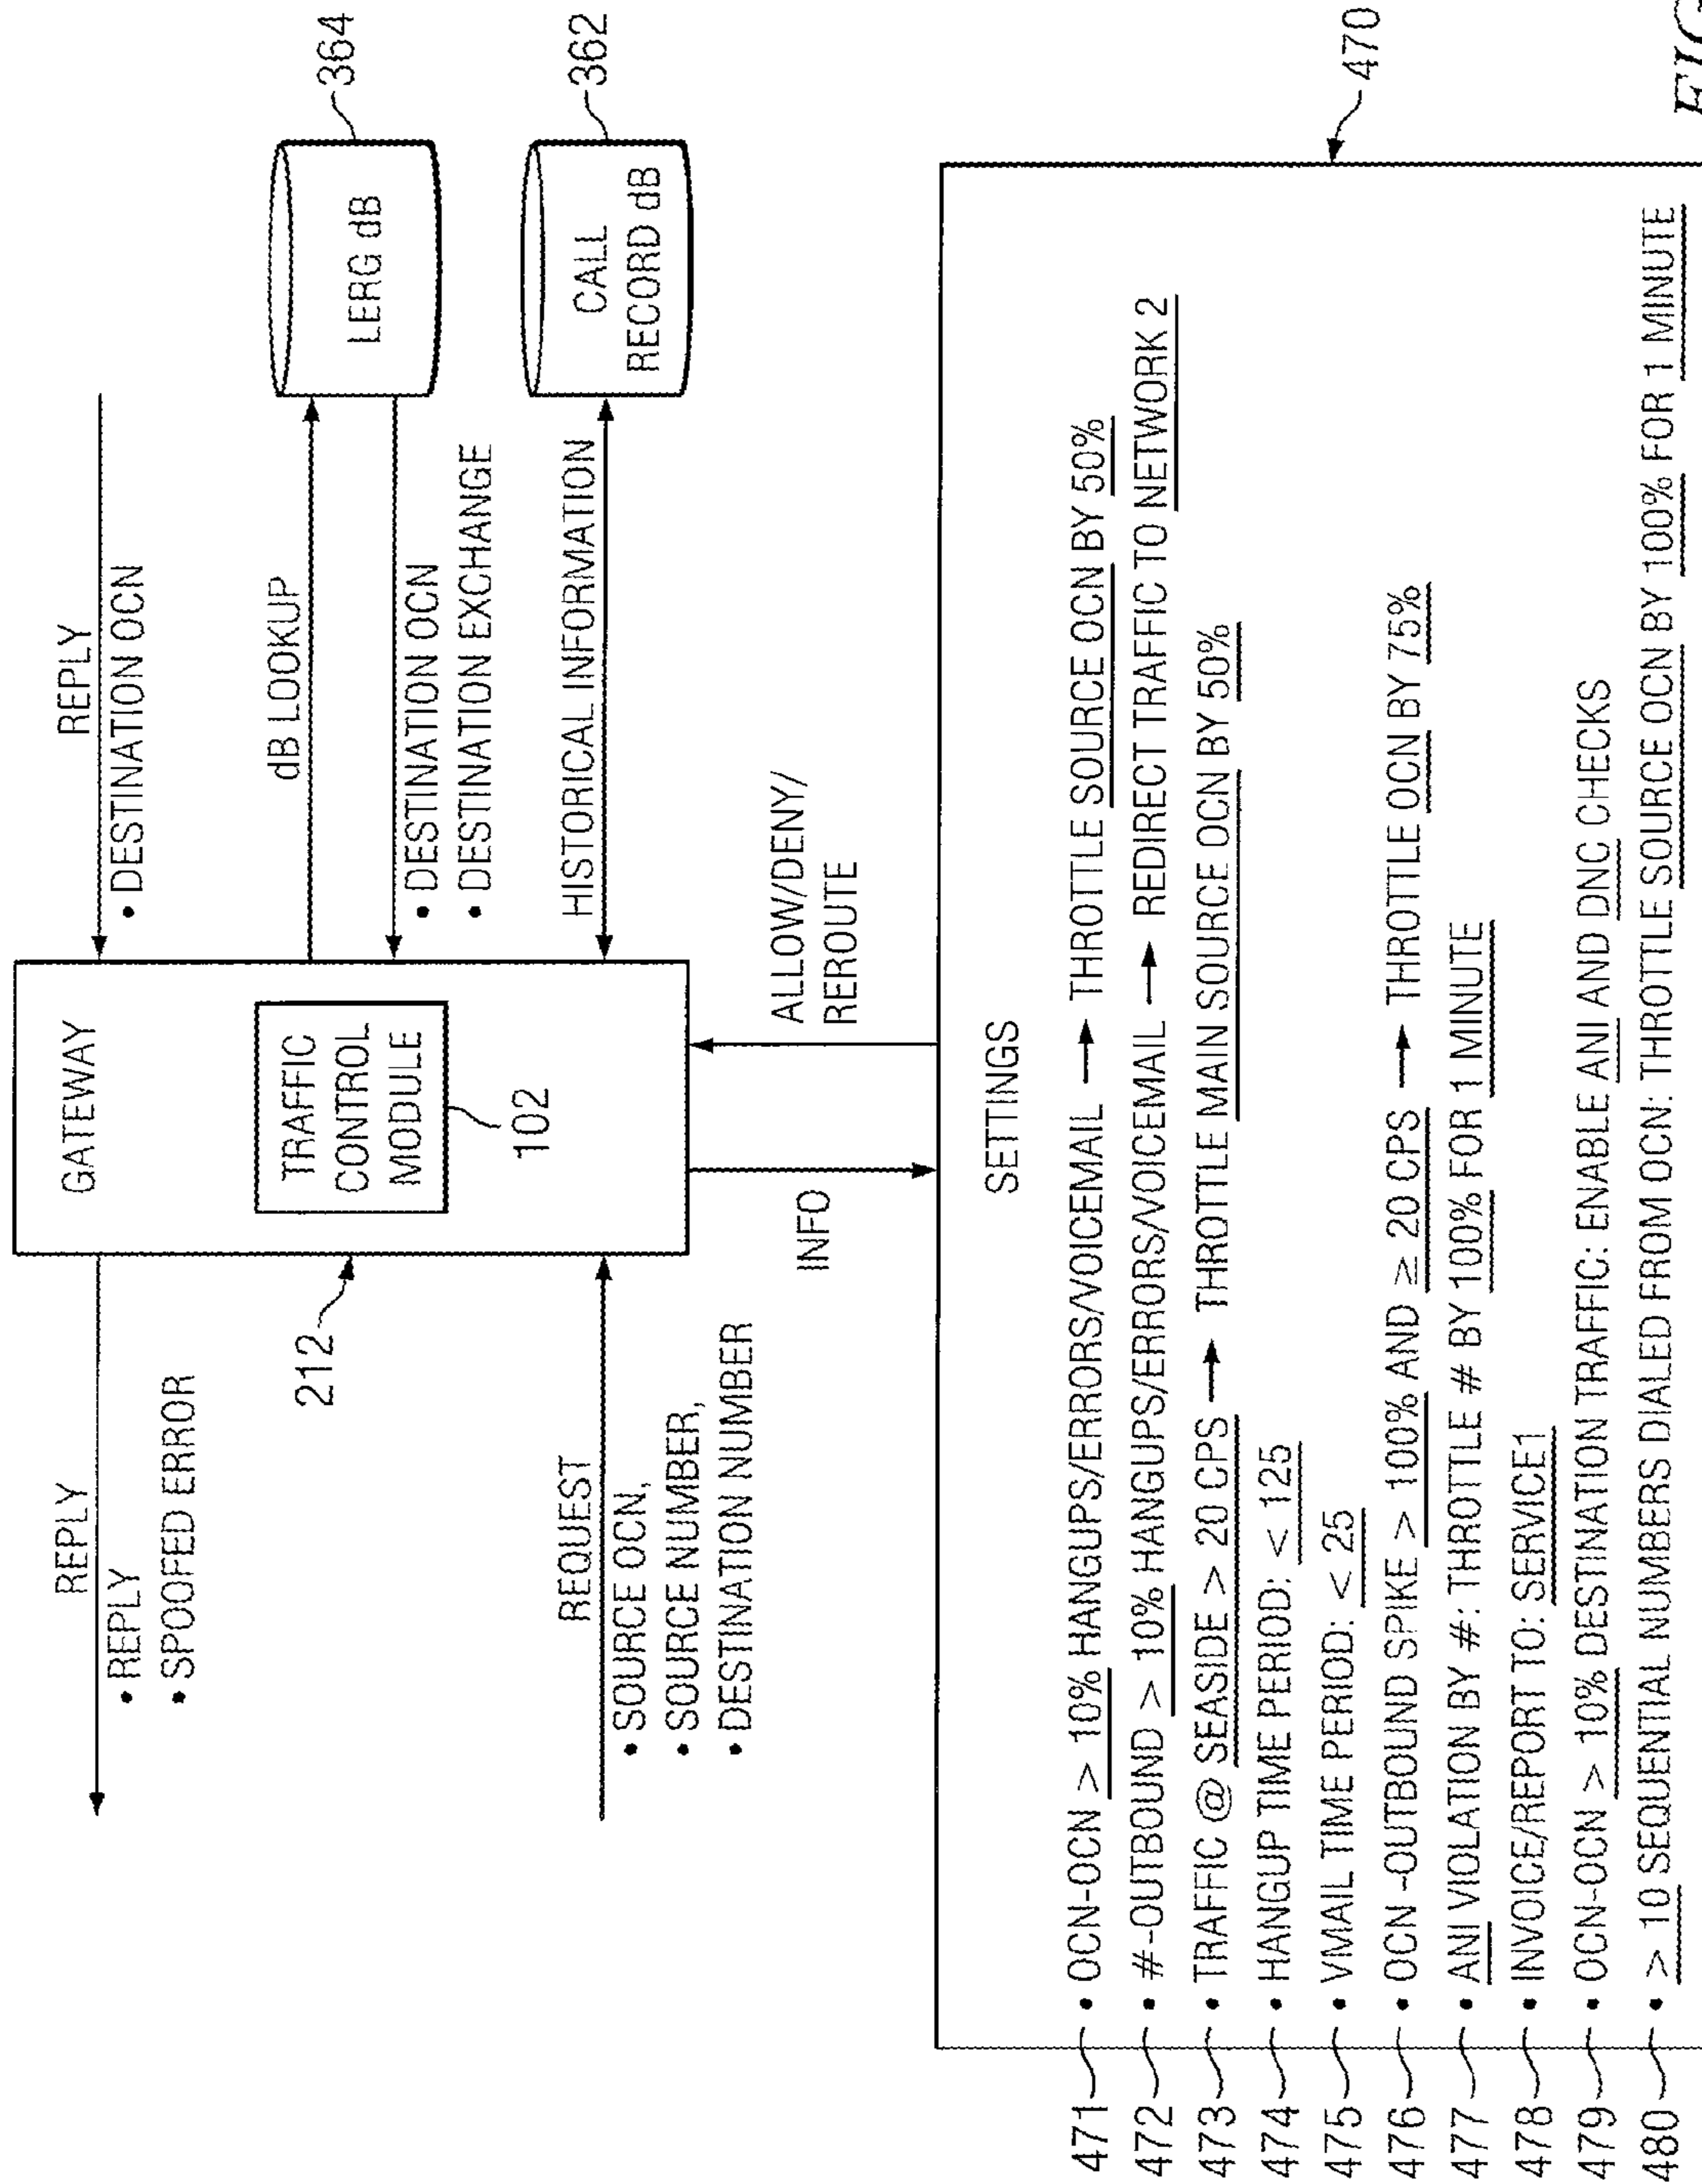 REPLY
• REPLY
• SPOOFED ERROR
GATEWAY
TRAFFIC
CONTROL
MODULE
102
212
REQUEST
• SOURCE OCN,
• SOURCE NUMBER,
• DESTINATION NUMBER
REPLY
• DESTINATION OCN
dB LOOKUP
• DESTINATION OCN
• DESTINATION EXCHANGE
HISTORICAL INFORMATION
LERG dB
364
CALL
RECORD dB
362
INFO
ALLOW/DENY/
REROUTE
SETTINGS
470
471 • OCN-OCN > 10% HANGUPS/ERRORS/VOICEMAIL → THROTTLE SOURCE OCN BY 50%
472 • #-OUTBOUND > 10% HANGUPS/ERRORS/VOICEMAIL → REDIRECT TRAFFIC TO NETWORK 2
473 • TRAFFIC @ SEASIDE > 20 CPS → THROTTLE MAIN SOURCE OCN BY 50%
474 • HANGUP TIME PERIOD: < 125
475 • VMAIL TIME PERIOD: < 25
476 • OCN -OUTBOUND SPIKE > 100% AND ≥ 20 CPS → THROTTLE OCN BY 75%
477 • ANI VIOLATION BY #: THROTTLE # BY 100% FOR 1 MINUTE
478 • INVOICE/REPORT TO: SERVICE1
479 • OCN-OCN > 10% DESTINATION TRAFFIC: ENABLE ANI AND DNC CHECKS
480 • > 10 SEQUENTIAL NUMBERS DIALED FROM OCN: THROTTLE SOURCE OCN BY 100% FOR 1 MINUTE